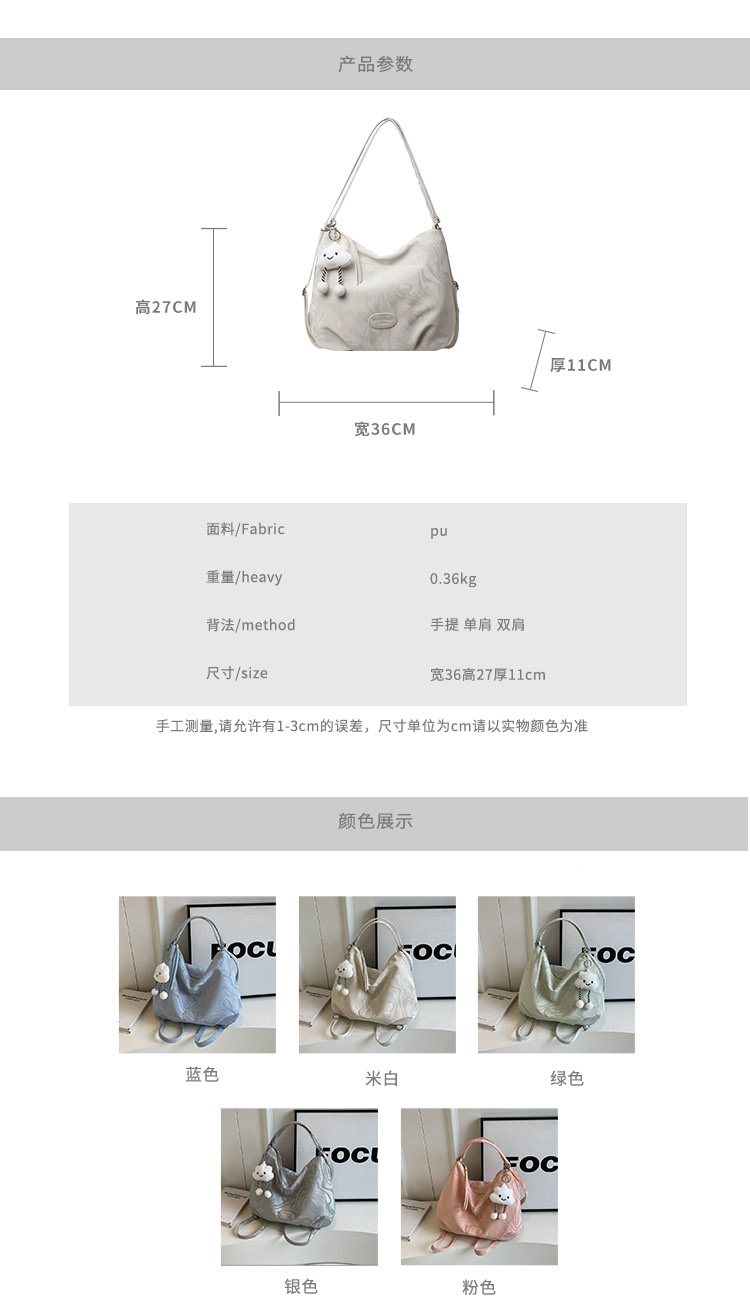 产品参数
高27CM
厚11CM
宽36CM
面料/Fabric pu
重量/heavy 0.36kg
背法/method 手提 单肩 双肩
尺寸/size 宽36高27厚11cm
手工测量,请允许有1-3cm的误差，尺寸单位为cm请以实物颜色为准
颜色展示
FOCU
FOCU
FOCU
蓝色
米白
绿色
FOCU
FOCU
银色
粉色